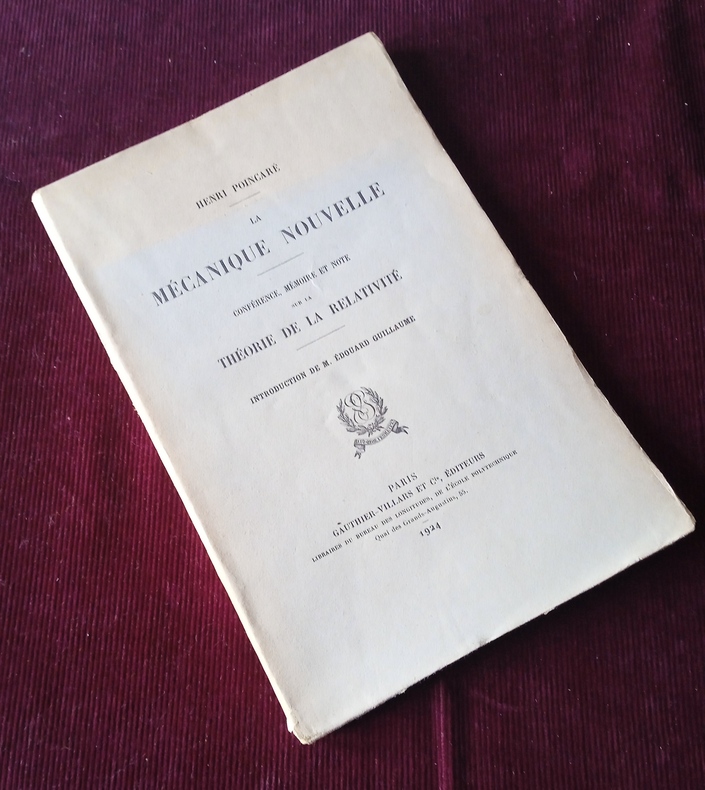 HENRI POINCARÉ
LA
MÉCANIQUE NOUVELLE
CONFÉRENCE, MÉMOIRE ET NOTE
SUR LA
THÉORIE DE LA RELATIVITÉ
INTRODUCTION DE M. ÉDOUARD GUILLAUME
PARIS
GAUTHIER-VILLARS ET Cie, ÉDITEURS
LIBRAIRES DU BUREAU DES LONGITUDES, DE L'ÉCOLE POLYTECHNIQUE
Quai des Grands-Augustins, 55.
1924